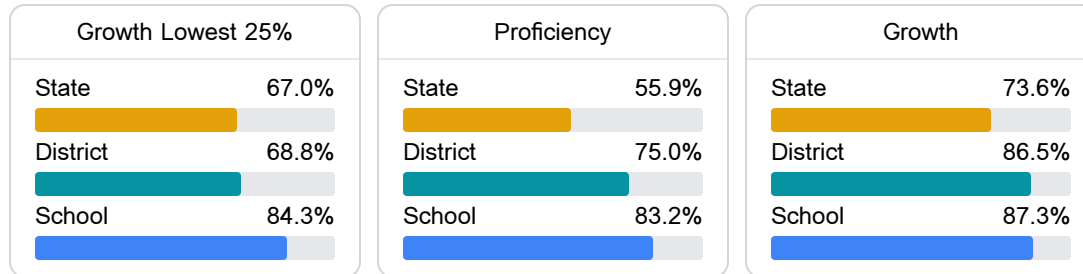 Growth Lowest 25%
State 67.0%
District 68.8%
School 84.3%
Proficiency
State 55.9%
District 75.0%
School 83.2%
Growth
State 73.6%
District 86.5%
School 87.3%